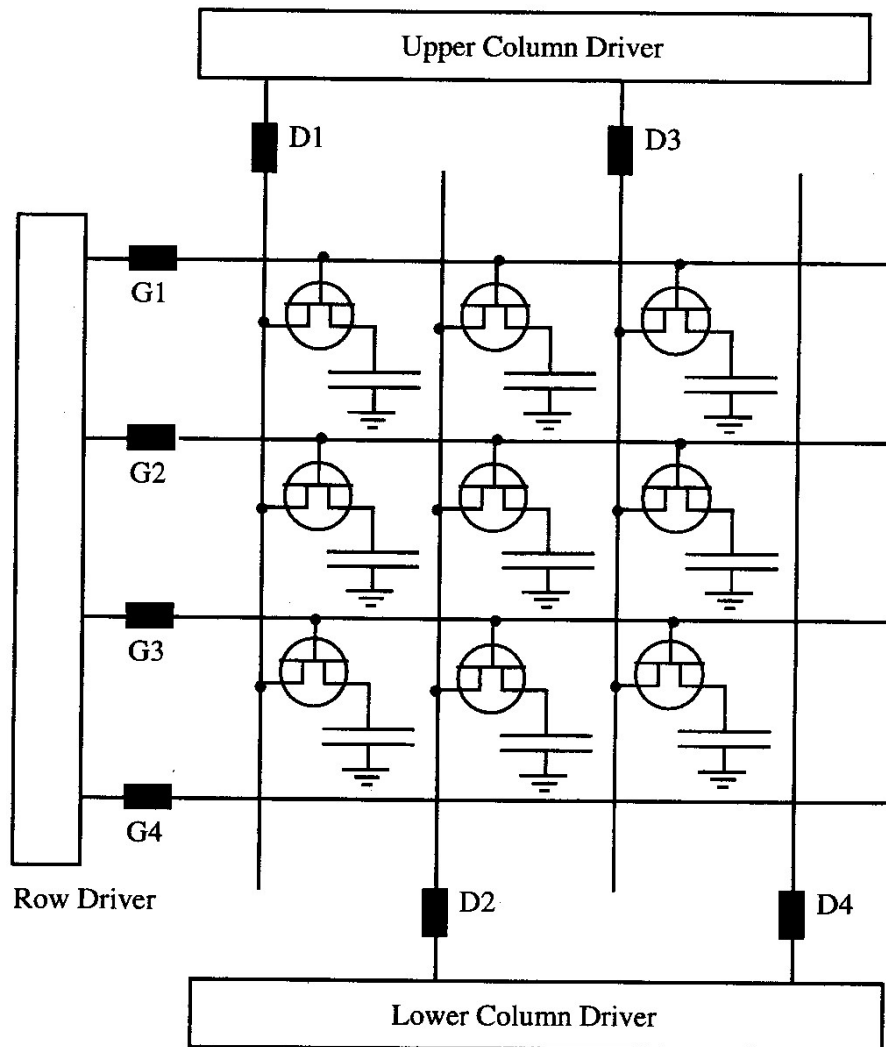 Upper Column Driver
D1
D3
G1
G2
G3
G4
Row Driver
D2
D4
Lower Column Driver